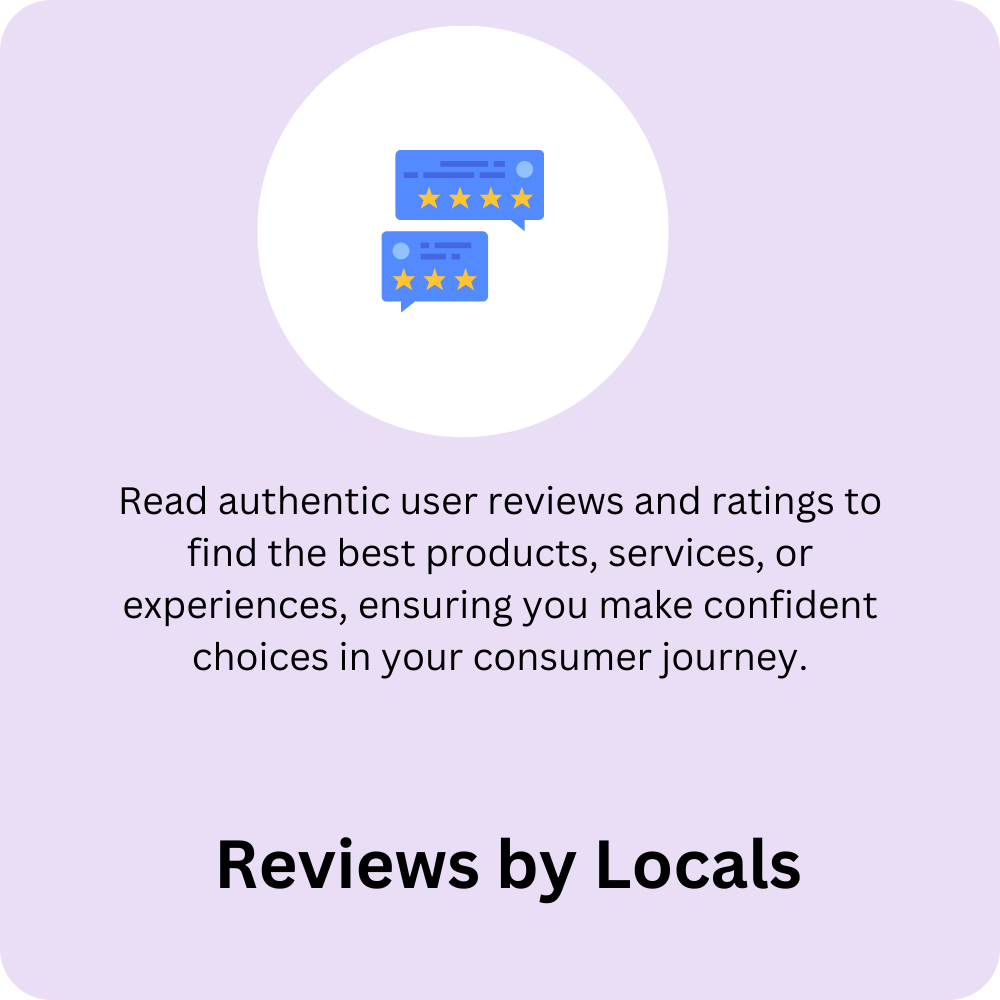 Read authentic user reviews and ratings to
find the best products, services, or
experiences, ensuring you make confident
choices in your consumer journey.
Reviews by Locals